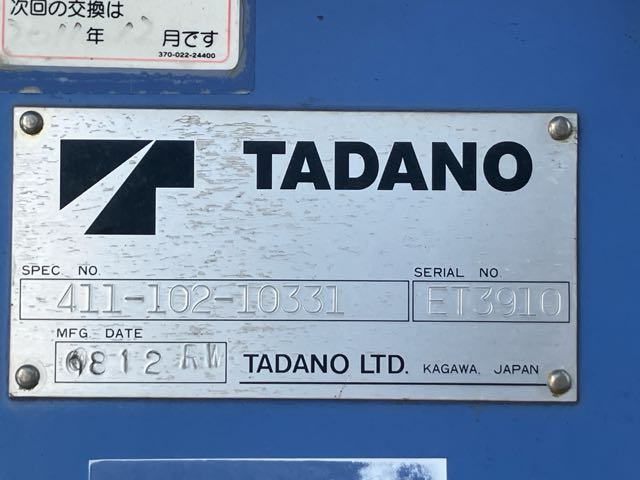 次回の交換は
年 月です
370-022-24400
TADANO
SPEC NO.
411-102-10331
SERIAL NO.
ET3910
MFG. DATE
9812
TADANO LTD. KAGAWA, JAPAN